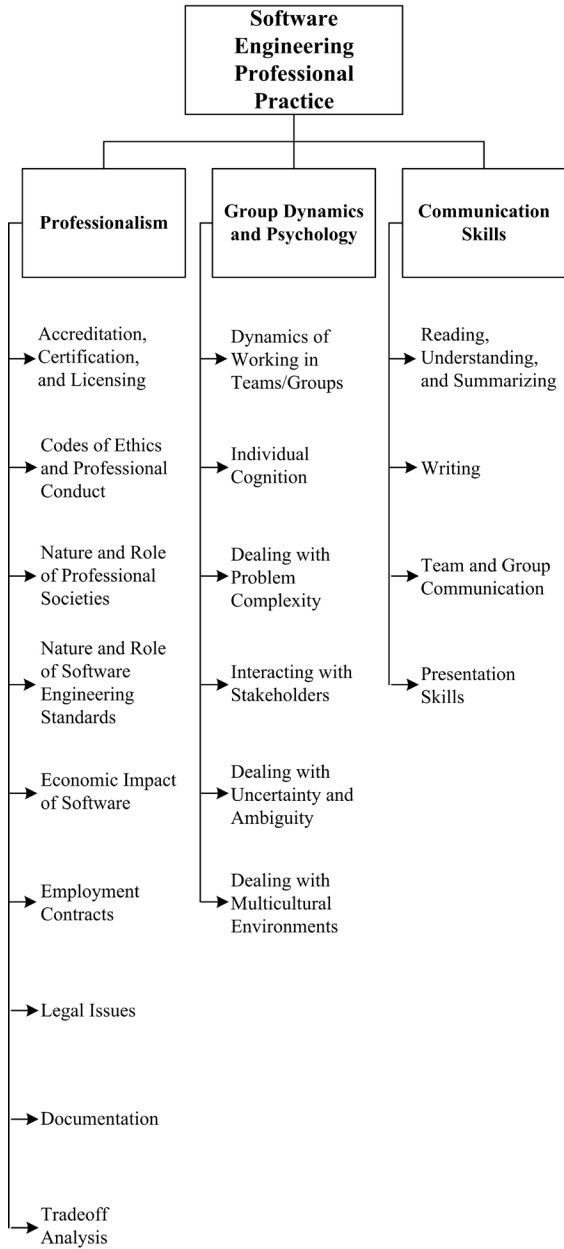 Software
Engineering
Professional
Practice
Professionalism
Accreditation,
Certification,
and Licensing
Codes of Ethics
and Professional
Conduct
Nature and Role
of Professional
Societies
Nature and Role
of Software
Engineering
Standards
Economic Impact
of Software
Employment
Contracts
Legal Issues
Documentation
Tradeoff
Analysis
Group Dynamics
and Psychology
Dynamics of
Working in
Teams/Groups
Individual
Cognition
Dealing with
Problem
Complexity
Interacting with
Stakeholders
Dealing with
Uncertainty and
Ambiguity
Dealing with
Multicultural
Environments
Communication
Skills
Reading,
Understanding,
and Summarizing
Writing
Team and Group
Communication
Presentation
Skills